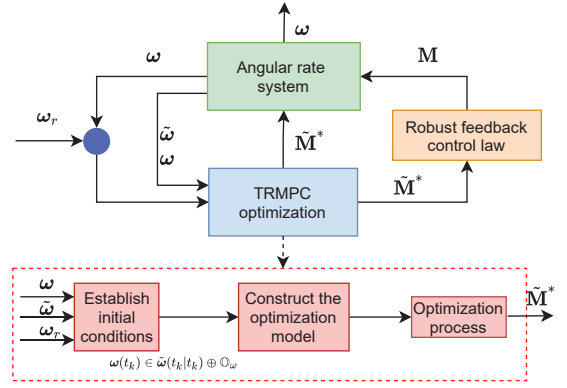 ω
ω
Angular rate
system
M
ω_r
ω̃
ω
M̃*
Robust feedback
control law
TRMPC
optimization
M̃*
ω
ω̃
ω_r
Establish
initial
conditions
Construct the
optimization
model
Optimization
process
M̃*
ω(t_k) ∈ ω̃(t_k|t_k) ⊕ 𝕆_ω